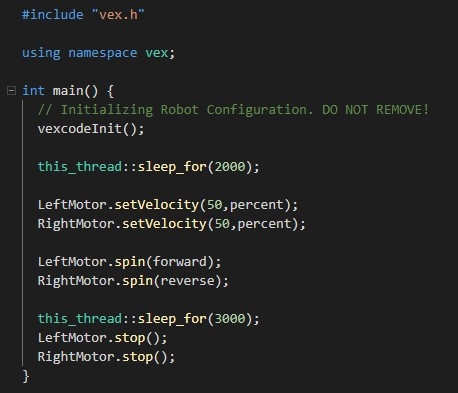 #include "vex.h"
using namespace vex;
int main() {
// Initializing Robot Configuration. DO NOT REMOVE!
vexcodeInit();
this_thread::sleep_for(2000);
LeftMotor.setVelocity(50,percent);
RightMotor.setVelocity(50,percent);
LeftMotor.spin(forward);
RightMotor.spin(reverse);
this_thread::sleep_for(3000);
LeftMotor.stop();
RightMotor.stop();
}